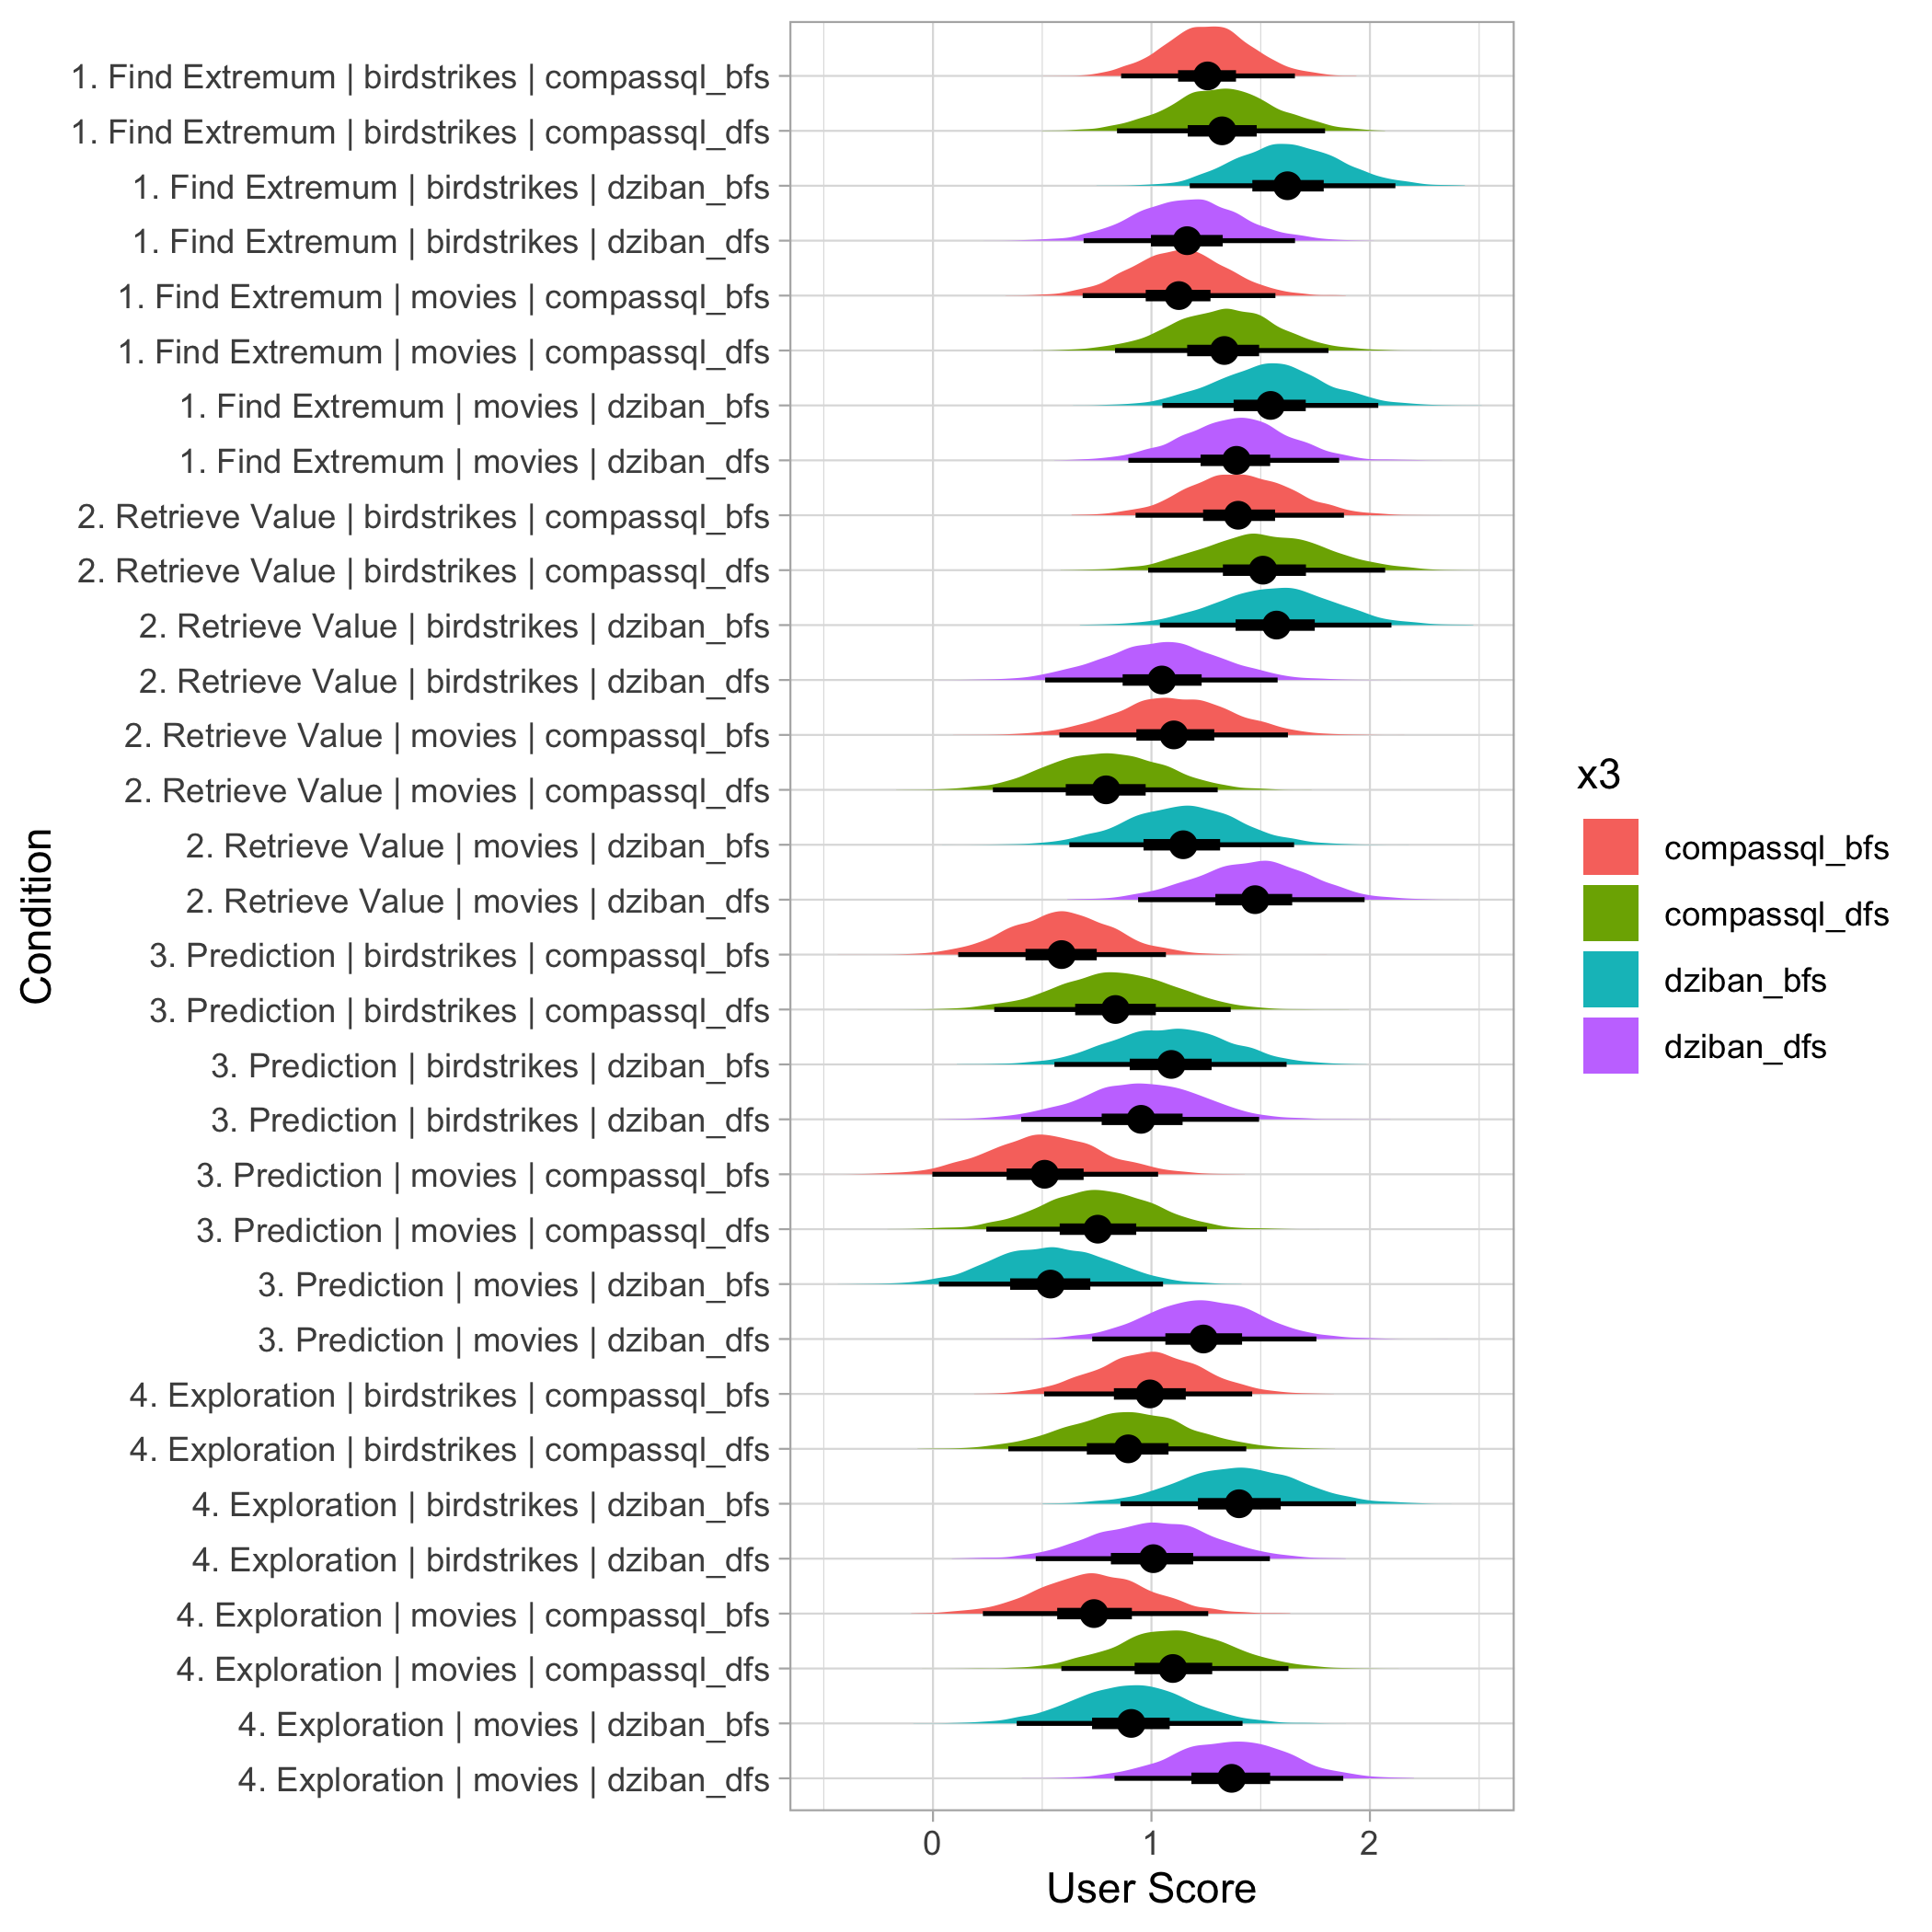 1. Find Extremum | birdstrikes | compassql_bfs
1. Find Extremum | birdstrikes | compassql_dfs
1. Find Extremum | birdstrikes | dziban_bfs
1. Find Extremum | birdstrikes | dziban_dfs
1. Find Extremum | movies | compassql_bfs
1. Find Extremum | movies | compassql_dfs
1. Find Extremum | movies | dziban_bfs
1. Find Extremum | movies | dziban_dfs
2. Retrieve Value | birdstrikes | compassql_bfs
2. Retrieve Value | birdstrikes | compassql_dfs
2. Retrieve Value | birdstrikes | dziban_bfs
2. Retrieve Value | birdstrikes | dziban_dfs
2. Retrieve Value | movies | compassql_bfs
2. Retrieve Value | movies | compassql_dfs
2. Retrieve Value | movies | dziban_bfs
2. Retrieve Value | movies | dziban_dfs
3. Prediction | birdstrikes | compassql_bfs
3. Prediction | birdstrikes | compassql_dfs
3. Prediction | birdstrikes | dziban_bfs
3. Prediction | birdstrikes | dziban_dfs
3. Prediction | movies | compassql_bfs
3. Prediction | movies | compassql_dfs
3. Prediction | movies | dziban_bfs
3. Prediction | movies | dziban_dfs
4. Exploration | birdstrikes | compassql_bfs
4. Exploration | birdstrikes | compassql_dfs
4. Exploration | birdstrikes | dziban_bfs
4. Exploration | birdstrikes | dziban_dfs
4. Exploration | movies | compassql_bfs
4. Exploration | movies | compassql_dfs
4. Exploration | movies | dziban_bfs
4. Exploration | movies | dziban_dfs
Condition
0 1 2
User Score
x3
compassql_bfs
compassql_dfs
dziban_bfs
dziban_dfs